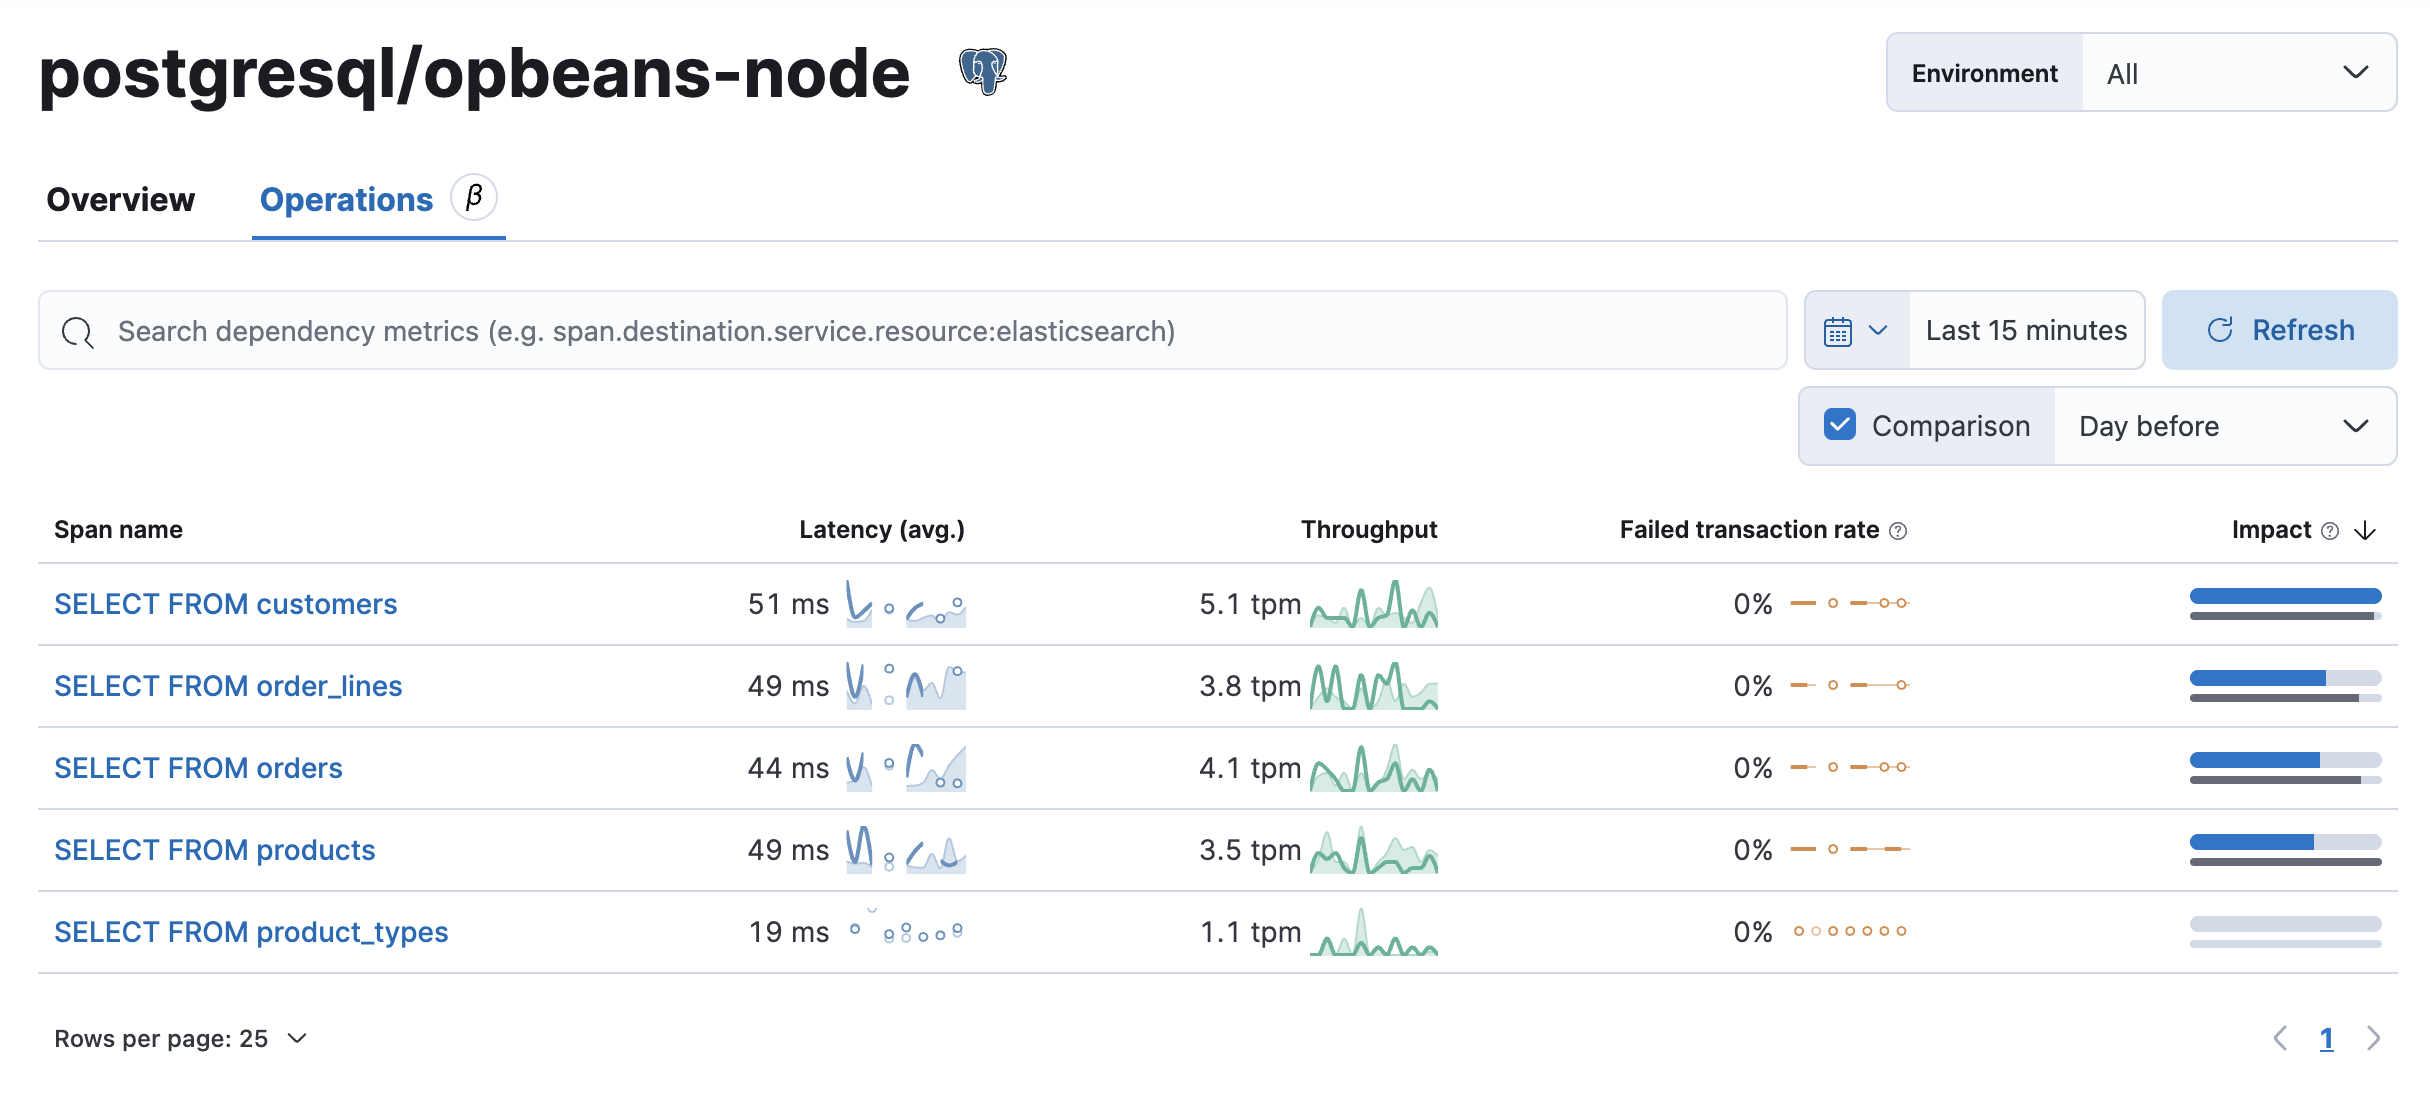 postgresql/opbeans-node
Environment All
Overview Operations β
Search dependency metrics (e.g. span.destination.service.resource:elasticsearch) Last 15 minutes Refresh
Comparison Day before
Span name Latency (avg.) Throughput Failed transaction rate Impact
SELECT FROM customers 51 ms 5.1 tpm 0%
SELECT FROM order_lines 49 ms 3.8 tpm 0%
SELECT FROM orders 44 ms 4.1 tpm 0%
SELECT FROM products 49 ms 3.5 tpm 0%
SELECT FROM product_types 19 ms 1.1 tpm 0%
Rows per page: 25 1